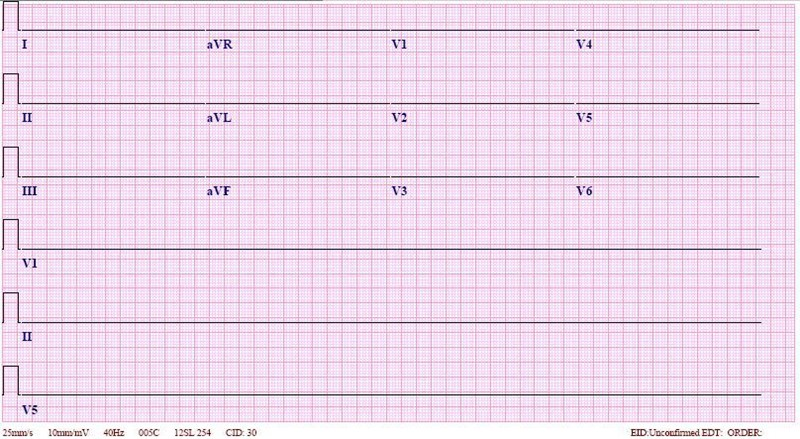 I aVR V1 V4
II aVL V2 V5
III aVF V3 V6
V1
II
V5
25mm/s 10mm/mV 40Hz 005C 12SL 254 CID: 30 EID:Unconfirmed EDT: ORDER: